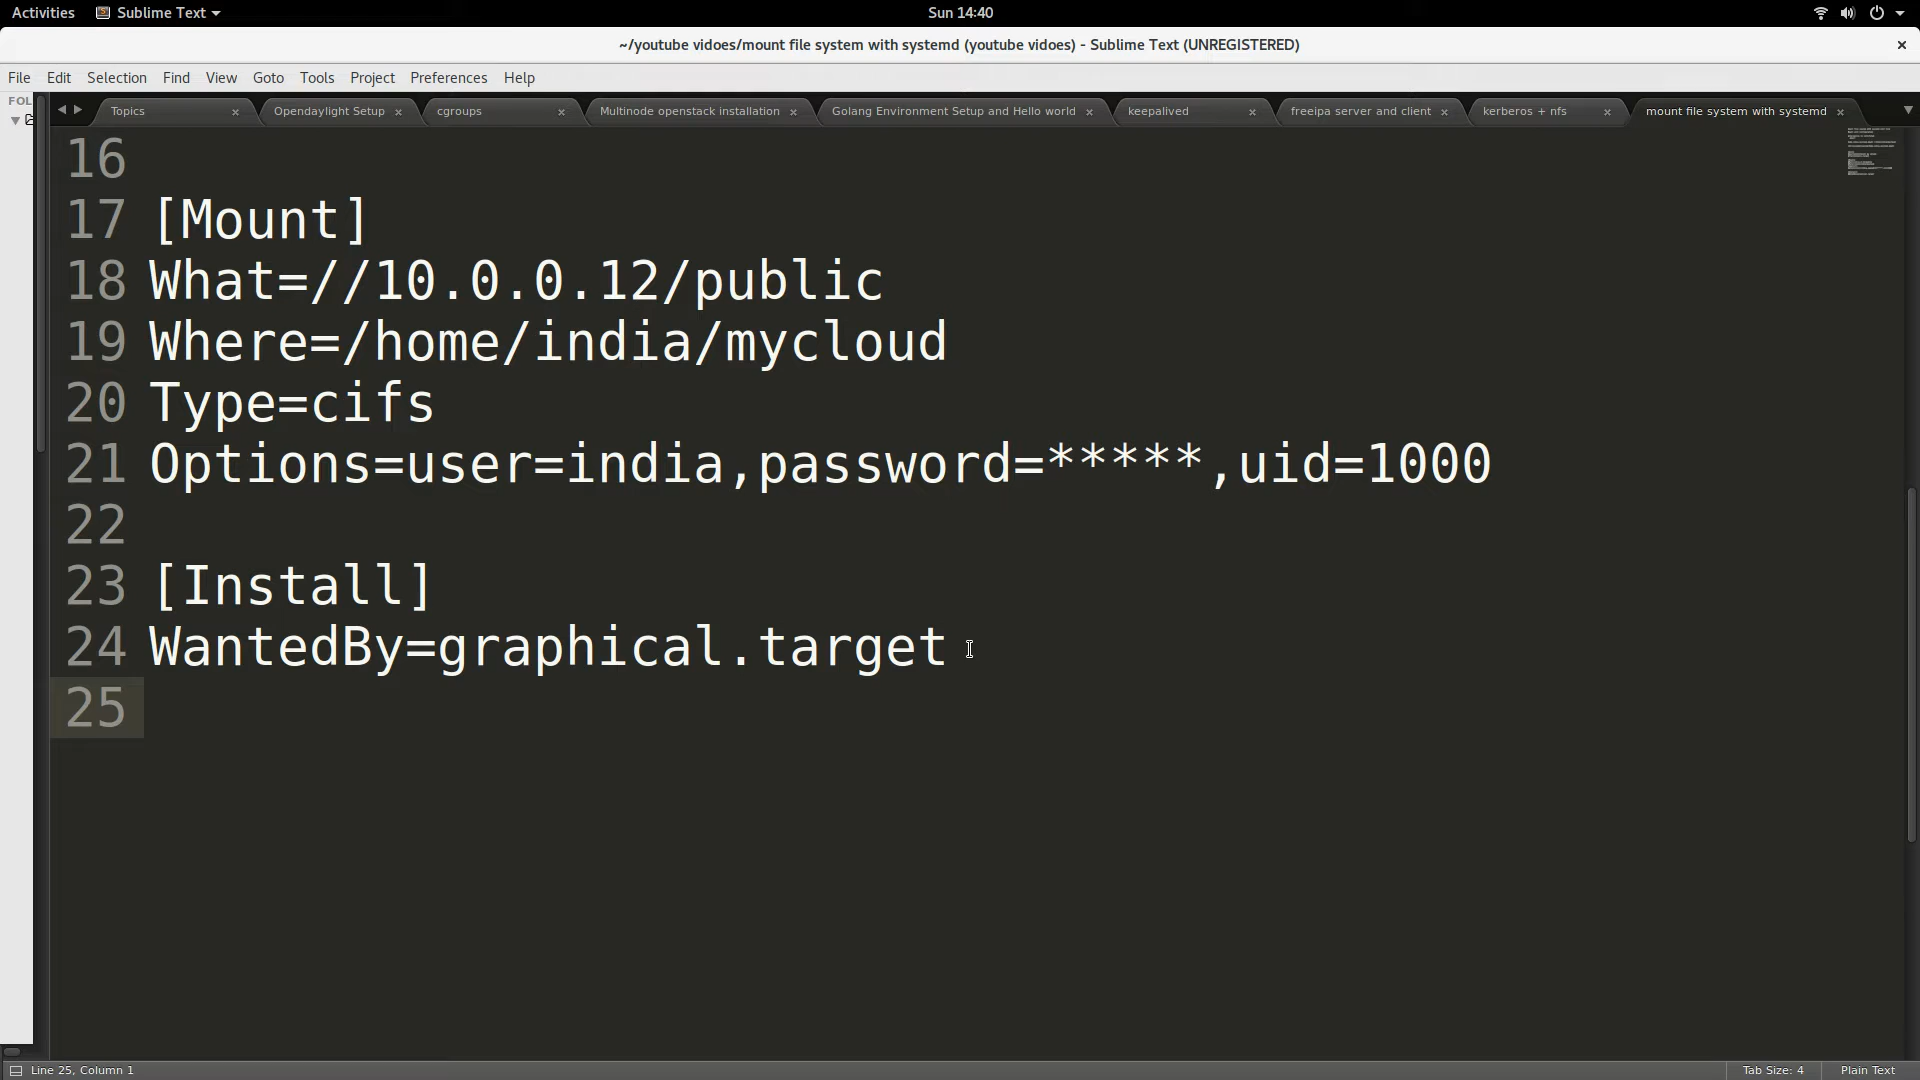 Activities Sublime Text Sun 14:40
~/youtube vidoes/mount file system with systemd (youtube vidoes) - Sublime Text (UNREGISTERED)
File Edit Selection Find View Goto Tools Project Preferences Help
FOL
Topics Opendaylight Setup cgroups Multinode openstack installation Golang Environment Setup and Hello world keepalived freeipa server and client kerberos + nfs mount file system with systemd
16
17 [Mount]
18 What=//10.0.0.12/public
19 Where=/home/india/mycloud
20 Type=cifs
21 Options=user=india,password=*****,uid=1000
22
23 [Install]
24 WantedBy=graphical.target
25
Line 25, Column 1 Tab Size: 4 Plain Text